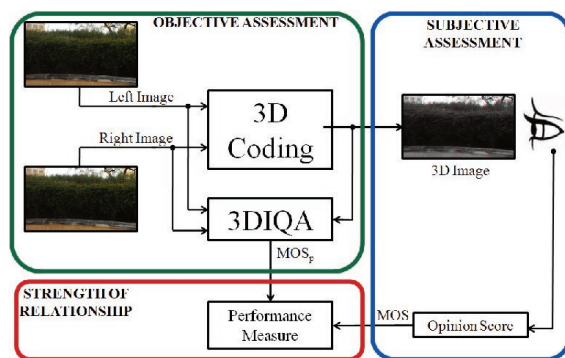 OBJECTIVE ASSESSMENT
SUBJECTIVE
ASSESSMENT
Left Image
Right Image
3D
Coding
3D Image
3DIQA
MOSp
STRENGTH OF
RELATIONSHIP
Performance
Measure
MOS
Opinion Score